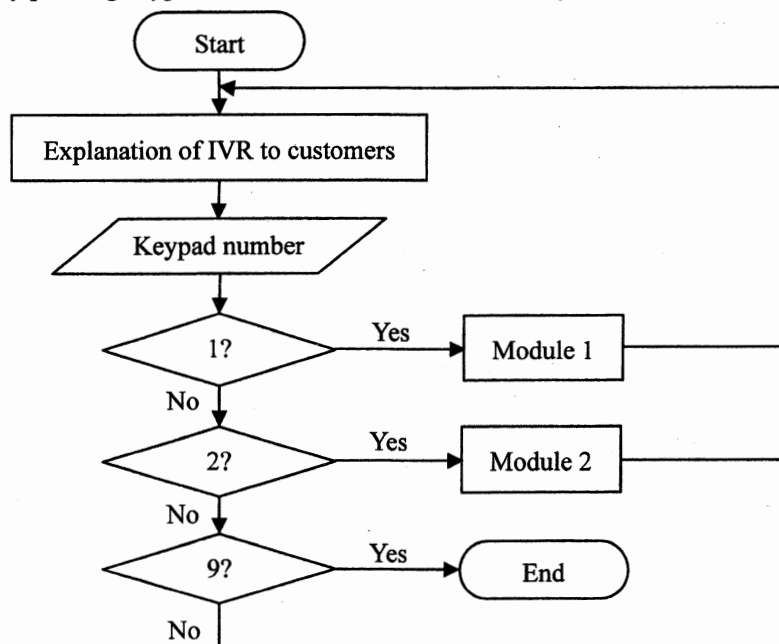 Start
Explanation of IVR to customers
Keypad number
1?
Yes
Module 1
No
2?
Yes
Module 2
No
9?
Yes
End
No